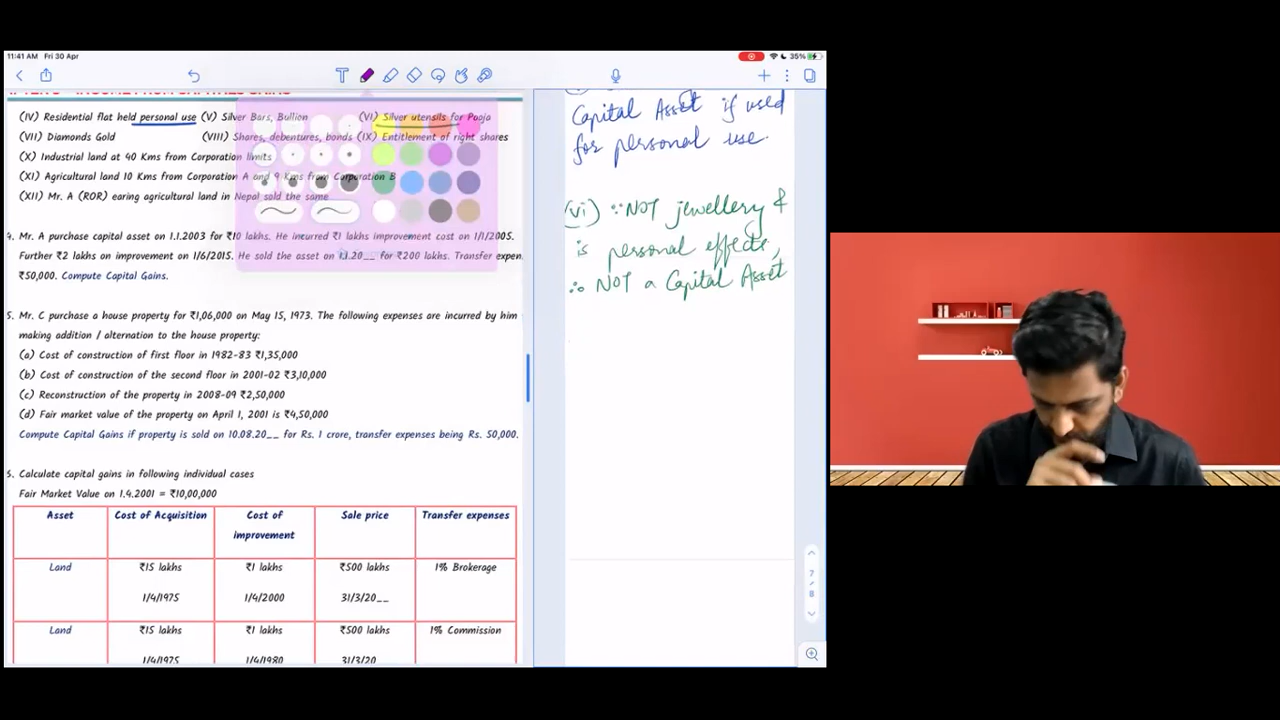 11:41 AM Fri 30 Apr
35%
T
(IV) Residential flat held personal use (V) Silver Bars, Bullion (VI) Silver utensils for Pooja
(VII) Diamonds Gold (VIII) Shares, debentures, bonds (IX) Entitlement of right shares
(X) Industrial land at 40 Kms from Corporation limits
(XI) Agricultural land 10 Kms from Corporation A and 9 Kms from Corporation B
(XII) Mr. A (ROR) earing agricultural land in Nepal sold the same
4. Mr. A purchase capital asset on 1.1.2003 for ₹10 lakhs. He incurred ₹1 lakhs improvement cost on 1/1/2005.
Further ₹2 lakhs on improvement on 1/6/2015. He sold the asset on 1.1.20__ for ₹200 lakhs. Transfer expen
₹50,000. Compute Capital Gains.
5. Mr. C purchase a house property for ₹1,06,000 on May 15, 1973. The following expenses are incurred by him
making addition / alternation to the house property:
(a) Cost of construction of first floor in 1982-83 ₹1,35,000
(b) Cost of construction of the second floor in 2001-02 ₹3,10,000
(c) Reconstruction of the property in 2008-09 ₹2,50,000
(d) Fair market value of the property on April 1, 2001 is ₹4,50,000
Compute Capital Gains if property is sold on 10.08.20__ for Rs. 1 crore, transfer expenses being Rs. 50,000.
6. Calculate capital gains in following individual cases
Fair Market Value on 1.4.2001 = ₹10,00,000
Asset Cost of Acquisition Cost of improvement Sale price Transfer expenses
Land ₹15 lakhs ₹1 lakhs ₹500 lakhs 1% Brokerage
1/4/1975 1/4/2000 31/3/20__
Land ₹15 lakhs ₹1 lakhs ₹500 lakhs 1% Commission
1/4/1975 1/4/1980 31/3/20
Capital Asset if used
for personal use.
(vi) ∵ NOT jewellery &
is personal effects,
∴ NOT a Capital Asset
7
/
8